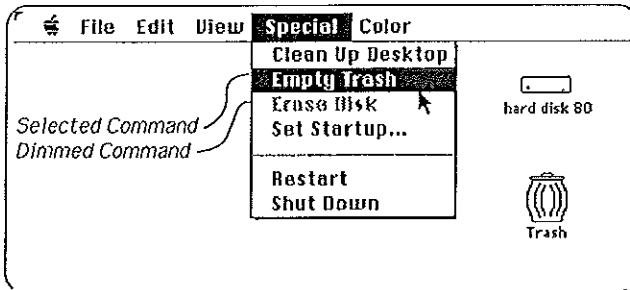 File Edit View Special Color
Clean Up Desktop
Empty Trash
Erase Disk
Set Startup...
Restart
Shut Down
Selected Command
Dimmed Command
hard disk 80
Trash